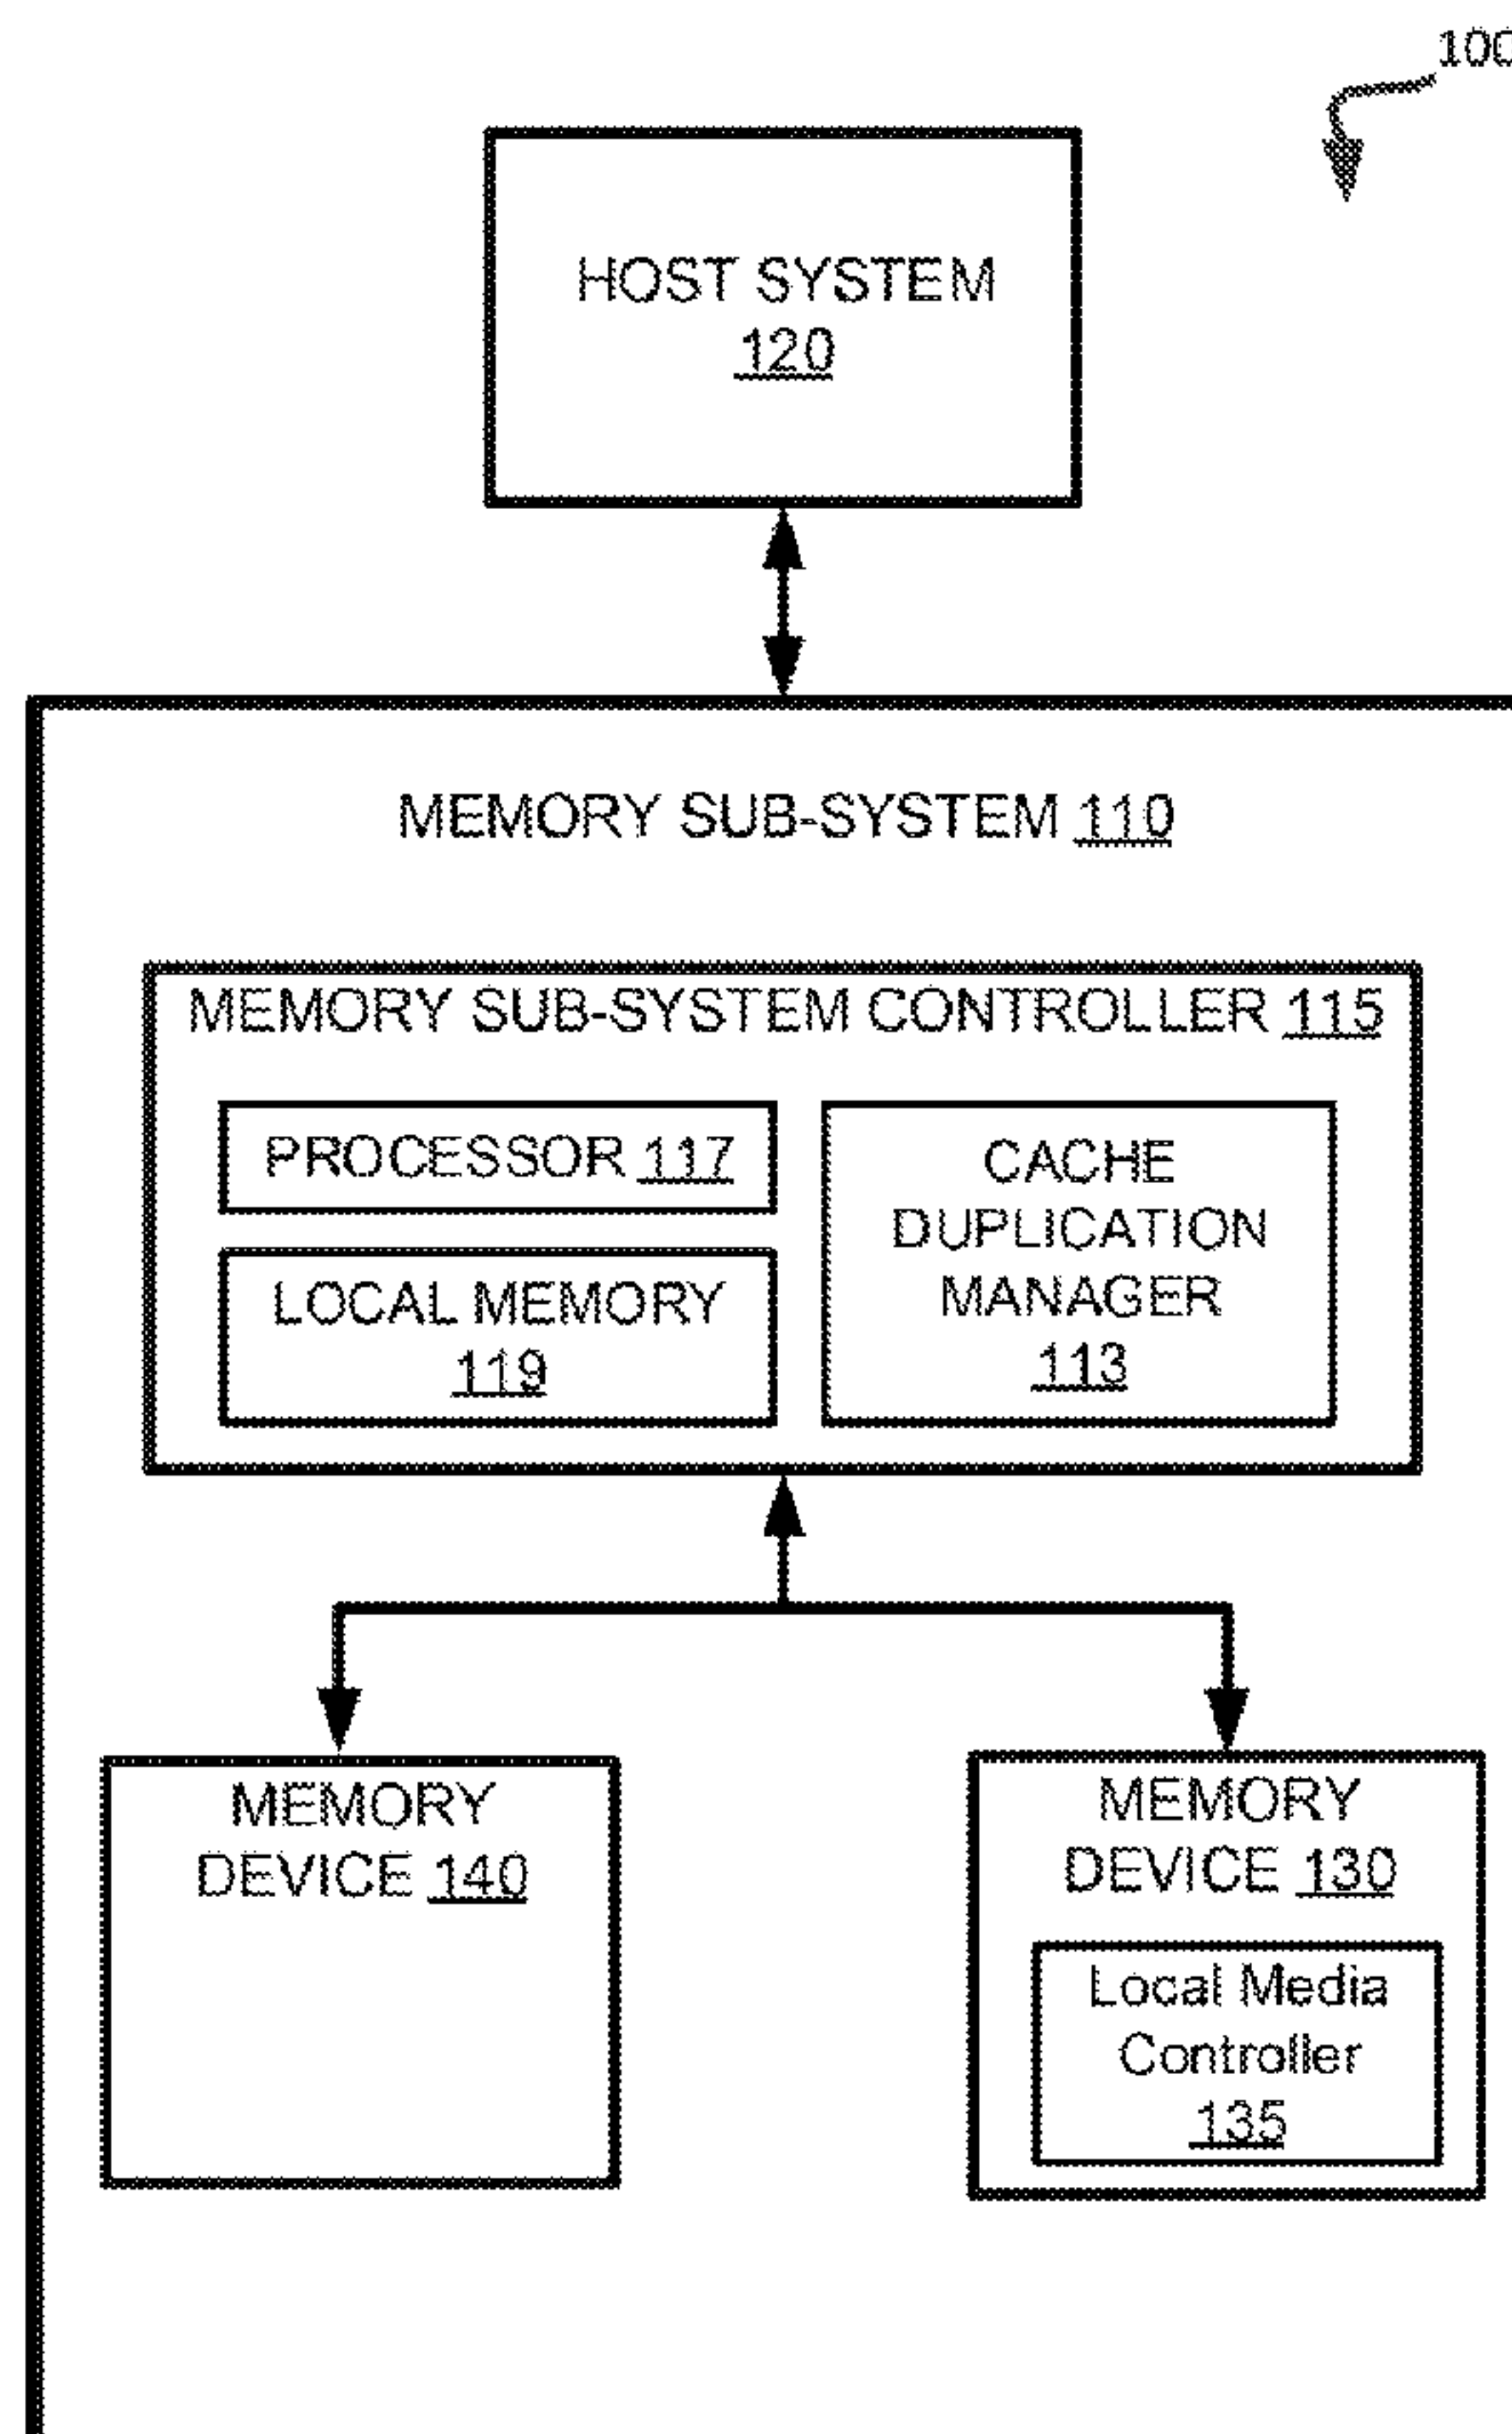 100
HOST SYSTEM
120
MEMORY SUB-SYSTEM 110
MEMORY SUB-SYSTEM CONTROLLER 115
PROCESSOR 117
LOCAL MEMORY
119
CACHE
DUPLICATION
MANAGER
113
MEMORY
DEVICE 140
MEMORY
DEVICE 130
Local Media
Controller
135